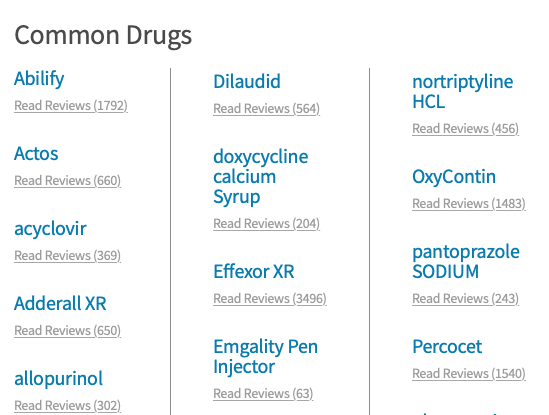 Common Drugs
Abilify
Read Reviews (1792)
Actos
Read Reviews (660)
acyclovir
Read Reviews (369)
Adderall XR
Read Reviews (650)
allopurinol
Read Reviews (302)
Dilaudid
Read Reviews (564)
doxycycline
calcium
Syrup
Read Reviews (204)
Effexor XR
Read Reviews (3496)
Emgality Pen
Injector
Read Reviews (63)
nortriptyline
HCL
Read Reviews (456)
OxyContin
Read Reviews (1483)
pantoprazole
SODIUM
Read Reviews (243)
Percocet
Read Reviews (1540)